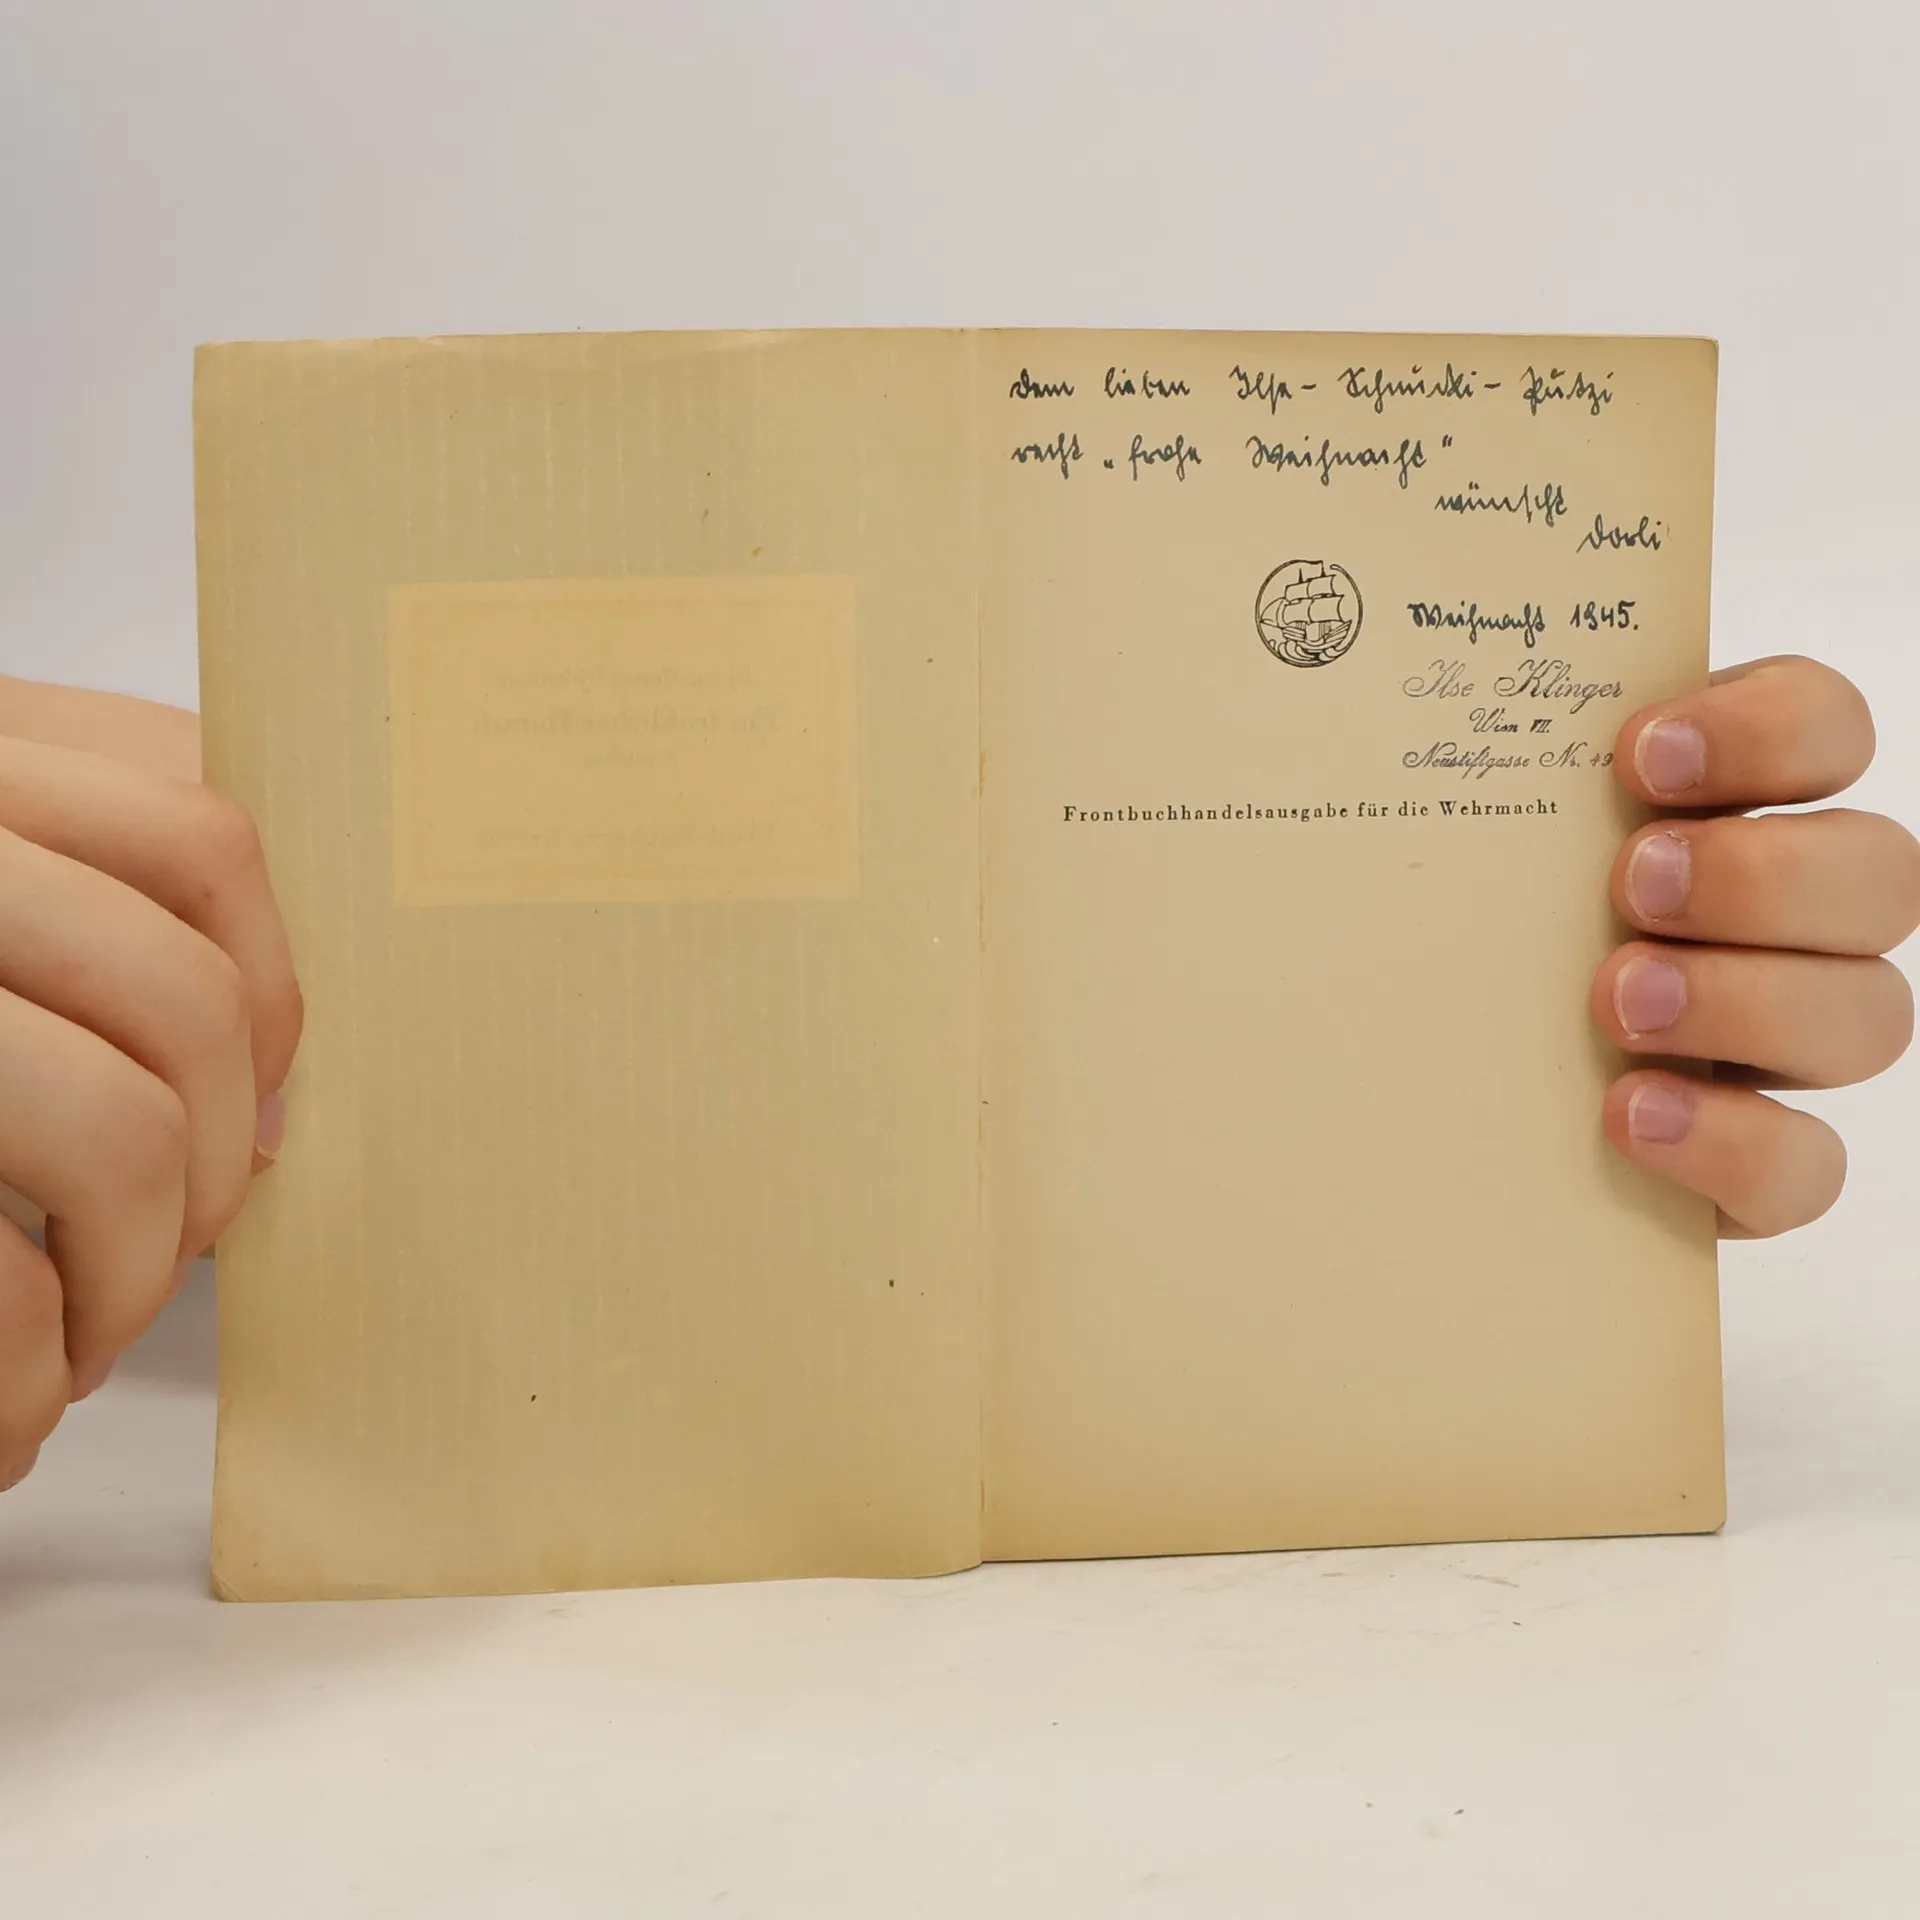 Dem lieben Ilse - Schnucki - Putzi
recht „frohe Weihnacht"
wünscht
Dorli
Weihnacht 1945.
Ilse Klinger
Wien VII.
Neustiftgasse Nr. 49
Frontbuchhandelsausgabe für die Wehrmacht